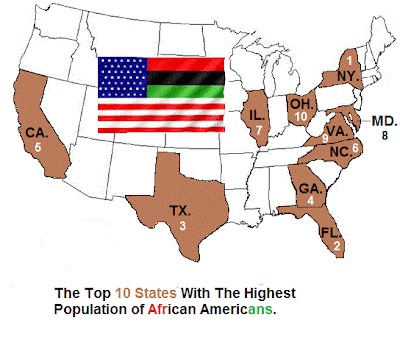 1
NY.
OH.
10
IL.
7
MD.
8
VA.
9
NC. 6
CA.
5
GA.
4
TX.
3
FL.
2
The Top 10 States With The Highest
Population of African Americans.